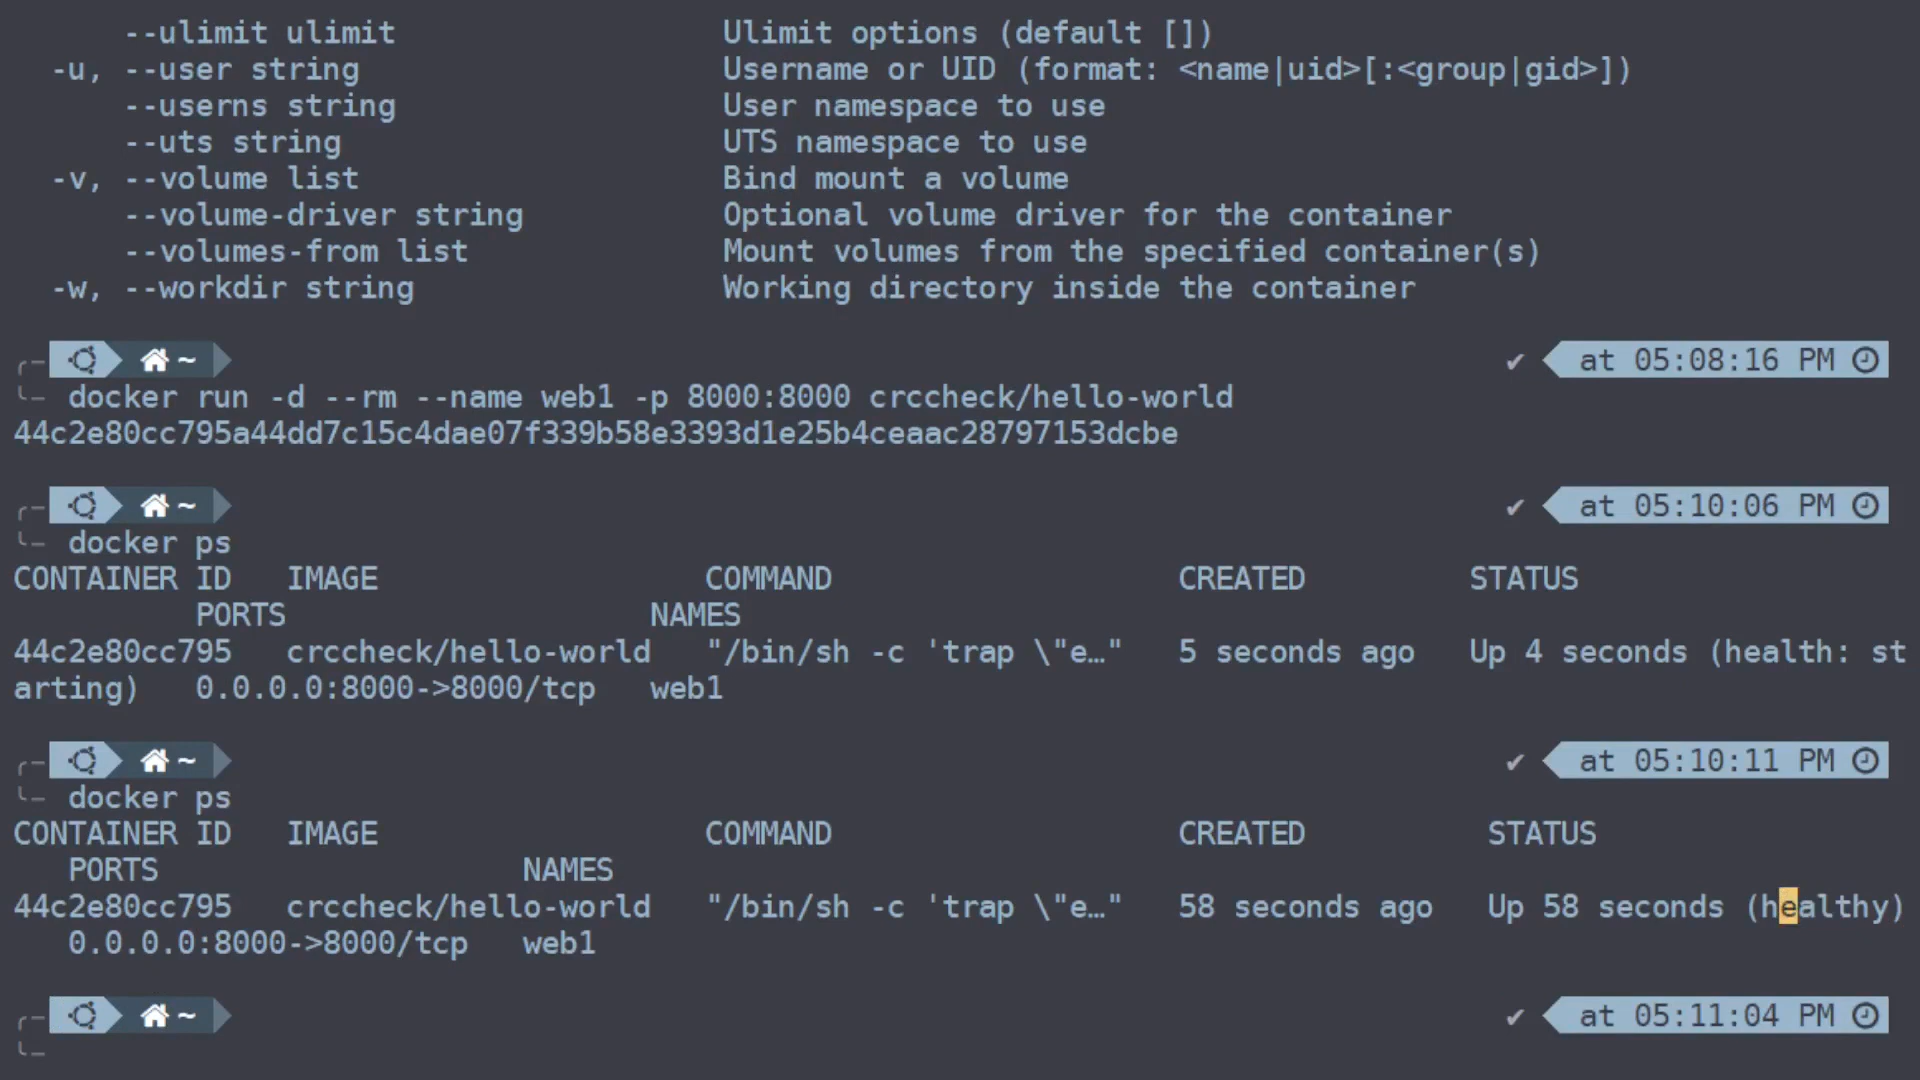 --ulimit ulimit Ulimit options (default [])
-u, --user string Username or UID (format: <name|uid>[:<group|gid>])
--userns string User namespace to use
--uts string UTS namespace to use
-v, --volume list Bind mount a volume
--volume-driver string Optional volume driver for the container
--volumes-from list Mount volumes from the specified container(s)
-w, --workdir string Working directory inside the container
~ ✔ at 05:08:16 PM
docker run -d --rm --name web1 -p 8000:8000 crccheck/hello-world
44c2e80cc795a44dd7c15c4dae07f339b58e3393d1e25b4ceaac28797153dcbe
~ ✔ at 05:10:06 PM
docker ps
CONTAINER ID IMAGE COMMAND CREATED STATUS
PORTS NAMES
44c2e80cc795 crccheck/hello-world "/bin/sh -c 'trap \"e…" 5 seconds ago Up 4 seconds (health: st
arting) 0.0.0.0:8000->8000/tcp web1
~ ✔ at 05:10:11 PM
docker ps
CONTAINER ID IMAGE COMMAND CREATED STATUS
PORTS NAMES
44c2e80cc795 crccheck/hello-world "/bin/sh -c 'trap \"e…" 58 seconds ago Up 58 seconds (healthy)
0.0.0.0:8000->8000/tcp web1
~ ✔ at 05:11:04 PM